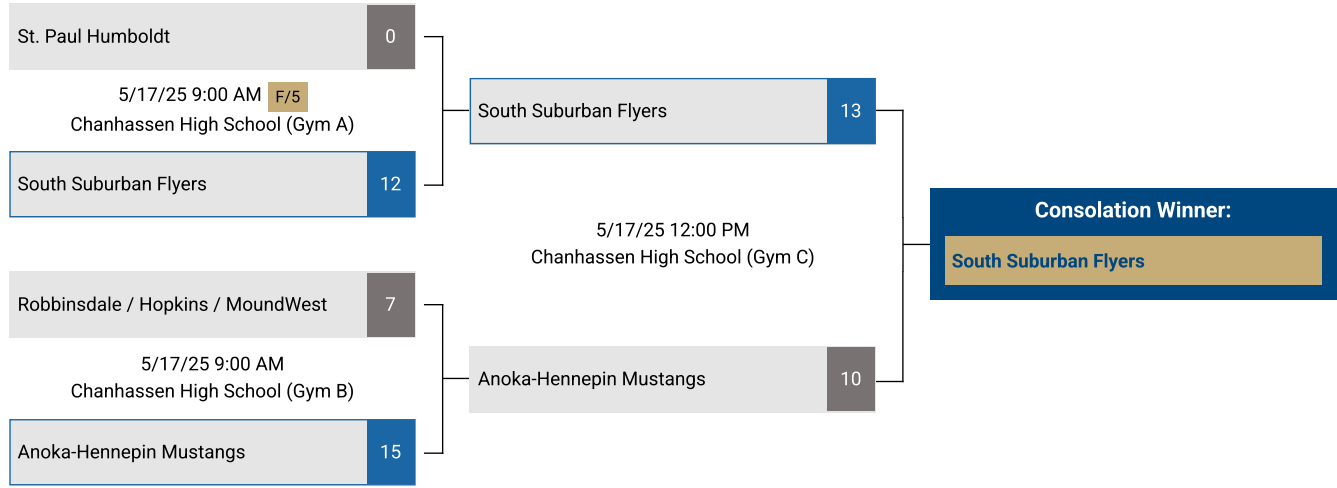 St. Paul Humboldt 0
5/17/25 9:00 AM F/5
Chanhassen High School (Gym A)
South Suburban Flyers 12
South Suburban Flyers 13
5/17/25 12:00 PM
Chanhassen High School (Gym C)
Robbinsdale / Hopkins / MoundWest 7
5/17/25 9:00 AM
Chanhassen High School (Gym B)
Anoka-Hennepin Mustangs 15
Anoka-Hennepin Mustangs 10
Consolation Winner:
South Suburban Flyers